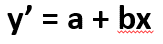 y’ = a + bx